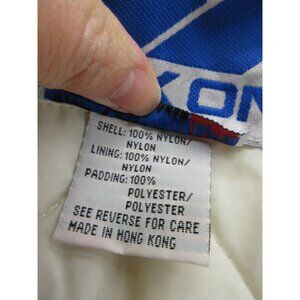 KON
SHELL: 100% NYLON/
NYLON
LINING: 100% NYLON/
NYLON
PADDING: 100%
POLYESTER/
POLYESTER
SEE REVERSE FOR CARE
MADE IN HONG KONG